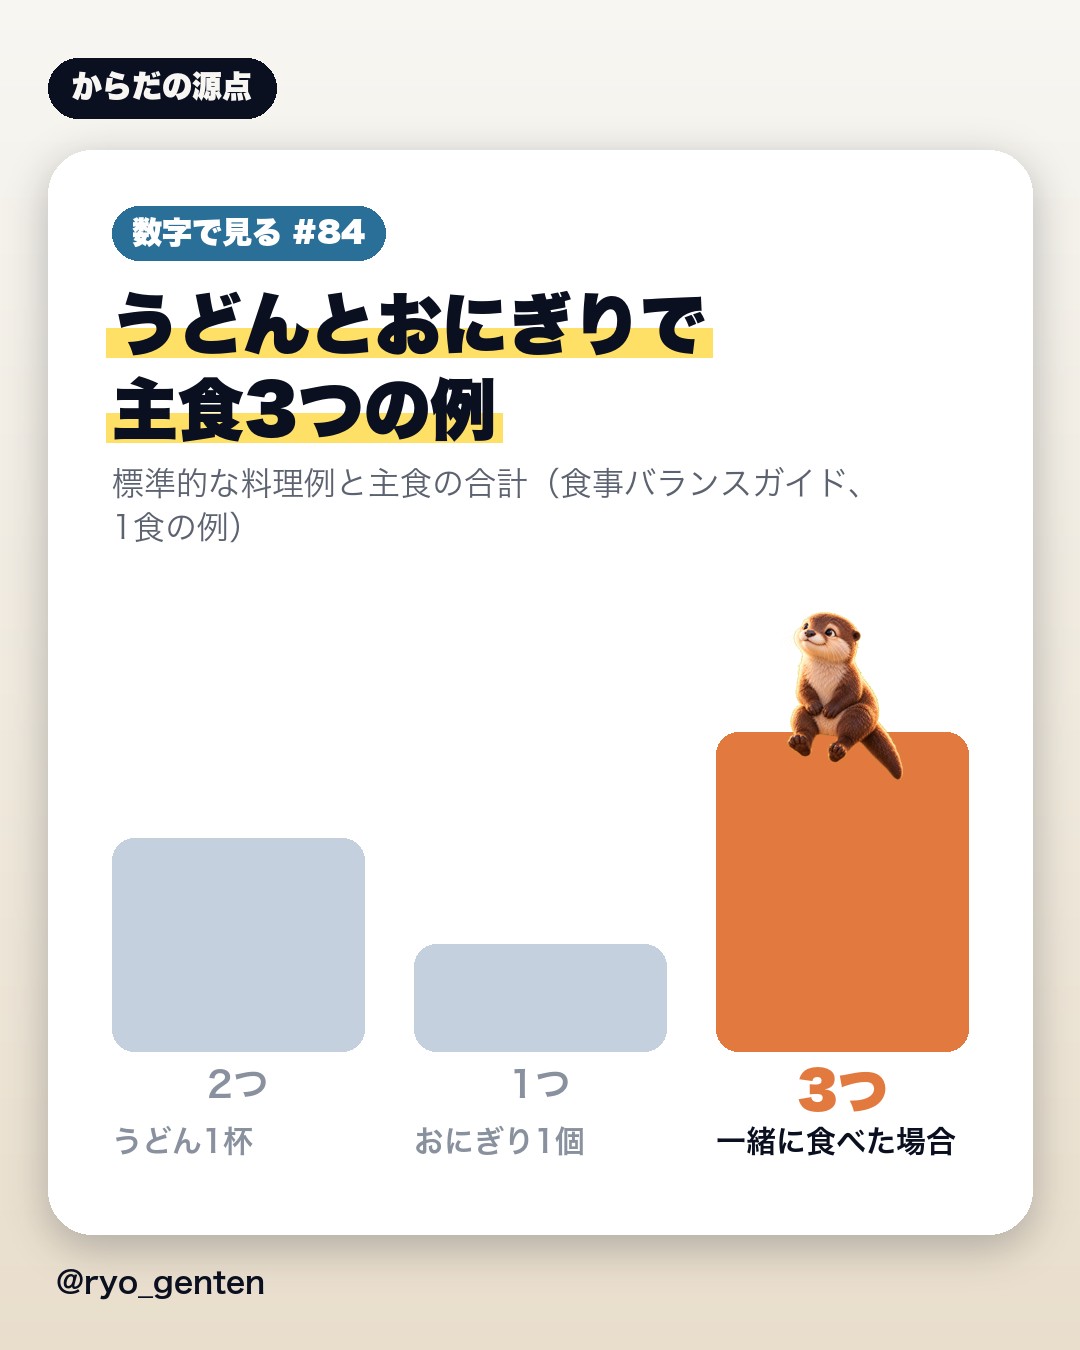 からだの源点
数字で見る #84
うどんとおにぎりで
主食3つの例
標準的な料理例と主食の合計（食事バランスガイド、
1食の例）
2つ
うどん1杯
1つ
おにぎり1個
3つ
一緒に食べた場合
@ryo_genten